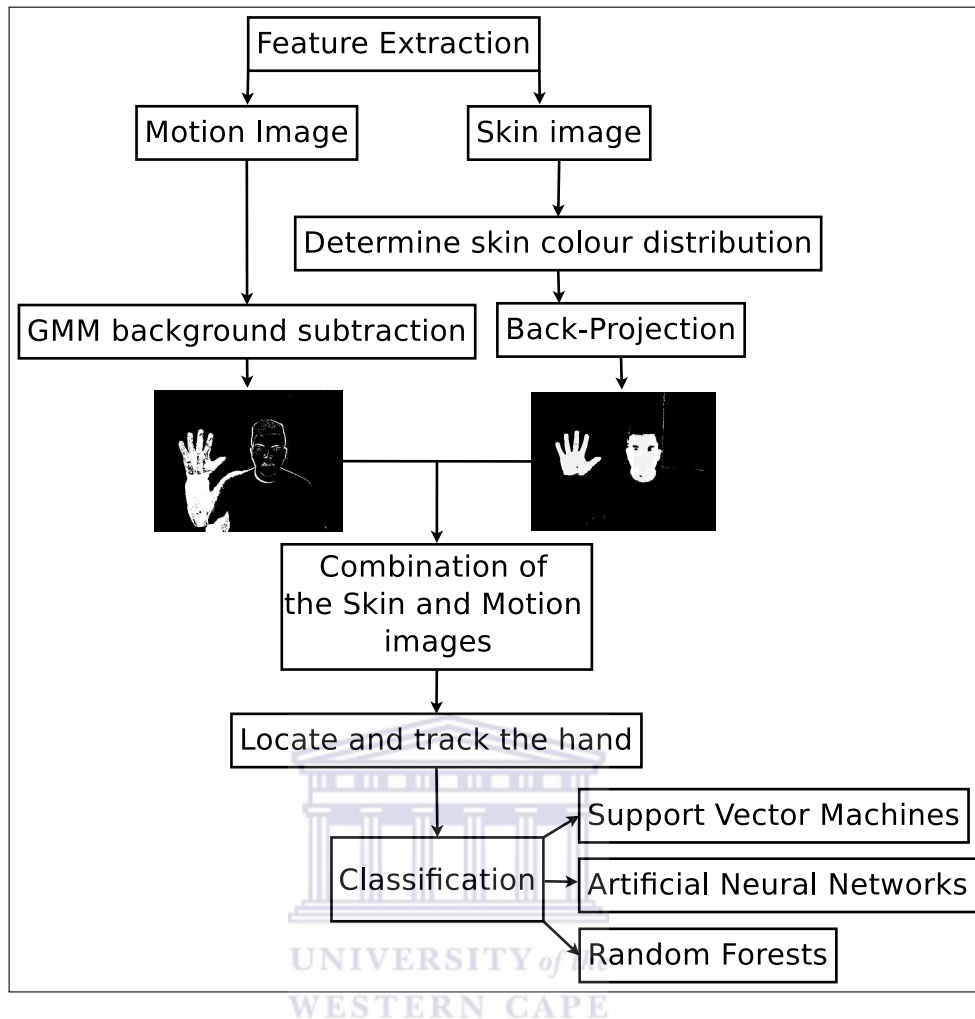 Feature Extraction
Motion Image
Skin image
Determine skin colour distribution
GMM background subtraction
Back-Projection
Combination of
the Skin and Motion
images
Locate and track the hand
Classification
Support Vector Machines
Artificial Neural Networks
Random Forests
UNIVERSITY of the
WESTERN CAPE